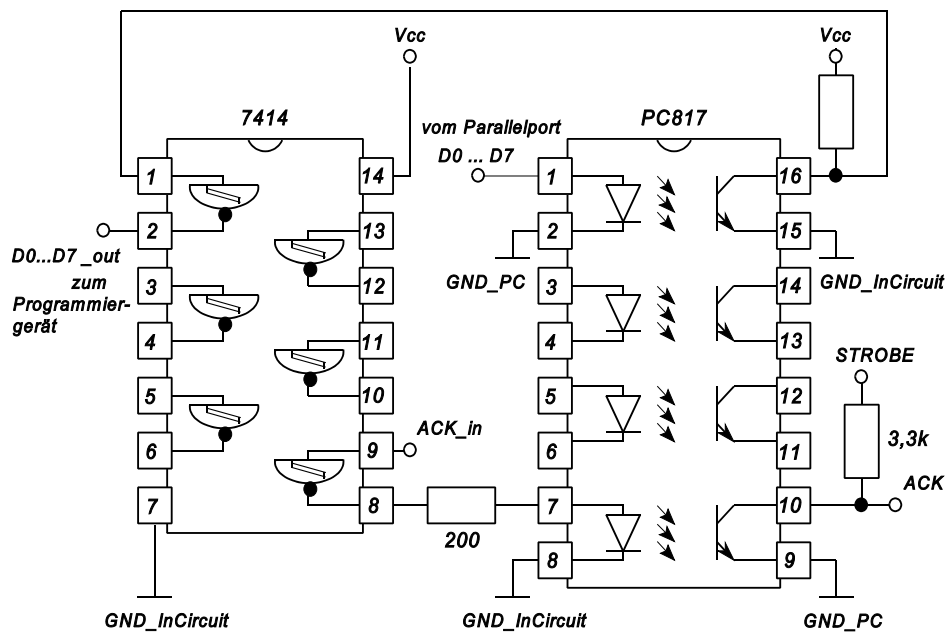 Vcc
Vcc
7414
vom Parallelport
D0 ... D7
PC817
1
14
1
16
2
13
2
15
D0...D7 _out
zum
Programmier-
gerät
GND_PC
GND_InCircuit
3
12
3
14
4
11
4
13
STROBE
5
10
5
12
3,3k
6
9
ACK_in
6
11
ACK
7
8
200
7
10
8
9
GND_InCircuit
GND_InCircuit
GND_PC